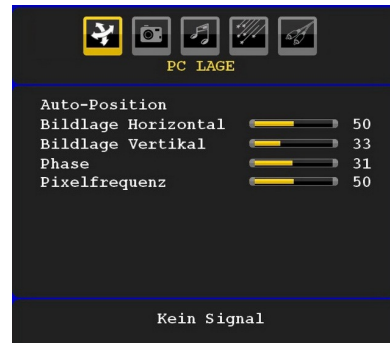 PC LAGE
Auto-Position
Bildlage Horizontal 50
Bildlage Vertikal 33
Phase 31
Pixelfrequenz 50
Kein Signal